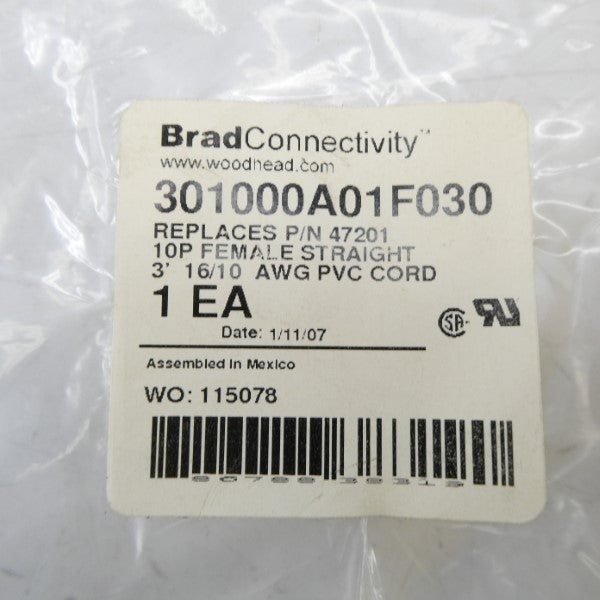 BradConnectivity™
www.woodhead.com
301000A01F030
REPLACES P/N 47201
10P FEMALE STRAIGHT
3' 16/10 AWG PVC CORD
1 EA
Date: 1/11/07
Assembled in Mexico
WO: 115078